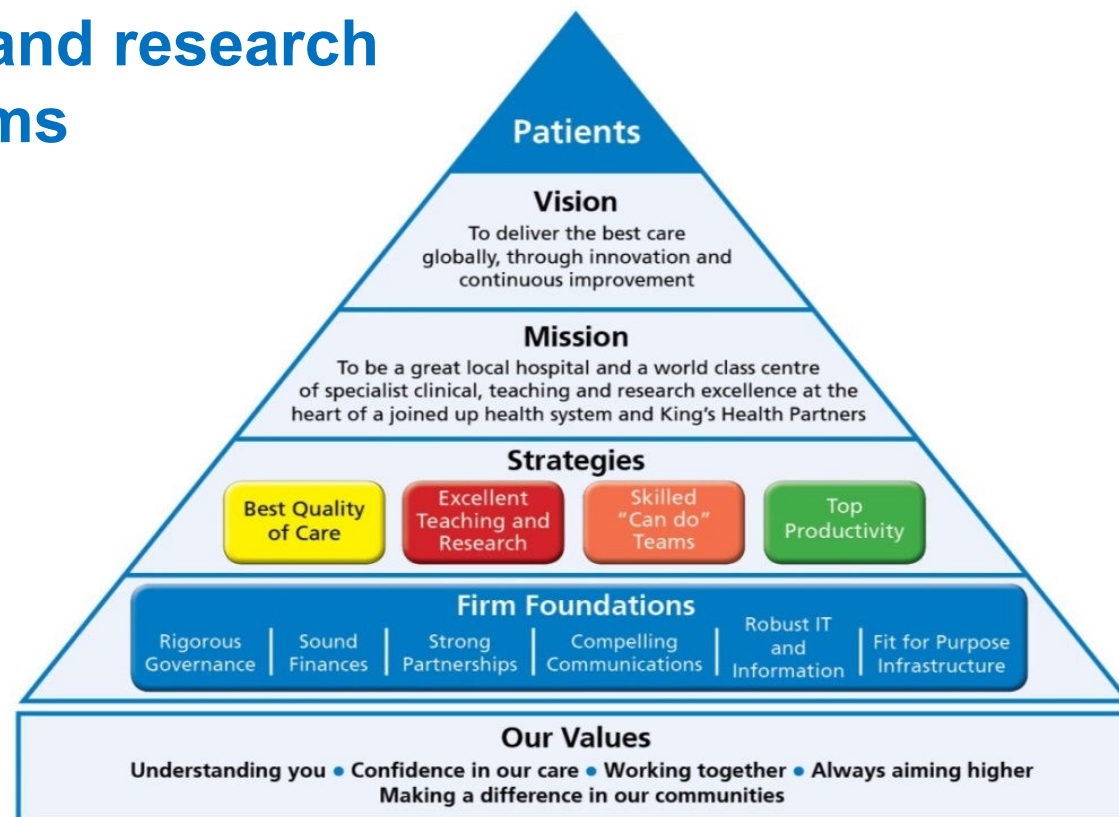 and research
ms
Patients
Vision
To deliver the best care
globally, through innovation and
continuous improvement
Mission
To be a great local hospital and a world class centre
of specialist clinical, teaching and research excellence at the
heart of a joined up health system and King's Health Partners
Strategies
Best Quality
of Care
Excellent
Teaching and
Research
Skilled
"Can do"
Teams
Top
Productivity
Firm Foundations
Rigorous
Governance
Sound
Finances
Strong
Partnerships
Compelling
Communications
Robust IT
and
Information
Fit for Purpose
Infrastructure
Our Values
Understanding you • Confidence in our care • Working together • Always aiming higher
Making a difference in our communities